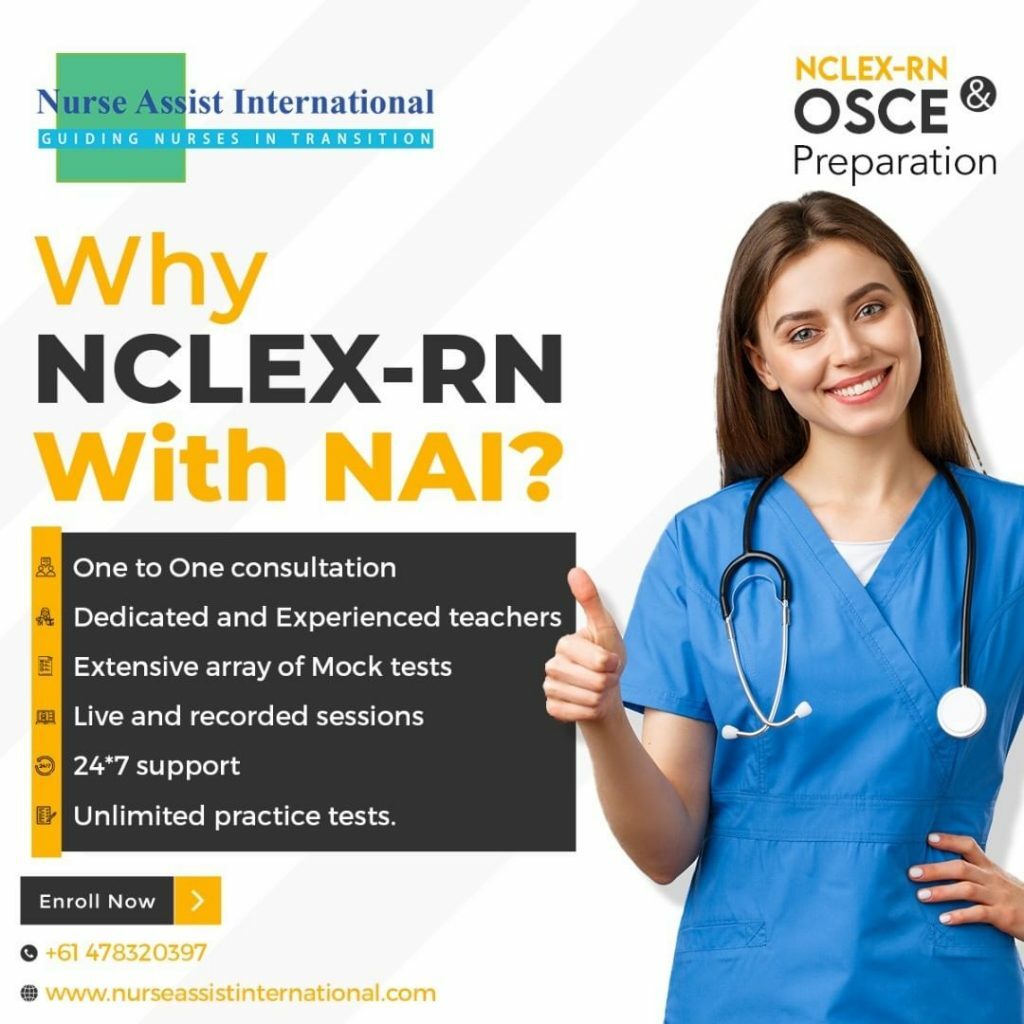 Nurse Assist International
GUIDING NURSES IN TRANSITION
NCLEX-RN
OSCE &
Preparation
Why
NCLEX-RN
With NAI?
One to One consultation
Dedicated and Experienced teachers
Extensive array of Mock tests
Live and recorded sessions
24*7 support
Unlimited practice tests.
Enroll Now
+61 478320397
www.nurseassistinternational.com